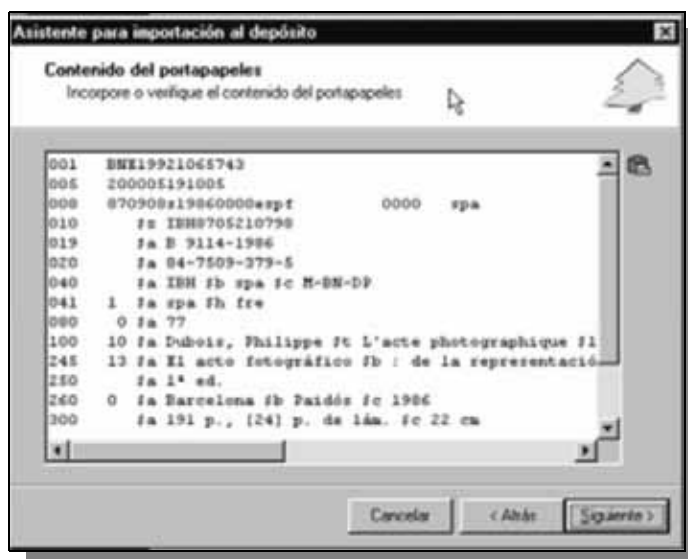 Asistente para importación al depósito
Contenido del portapapeles
Incorpore o verifique el contenido del portapapeles
001 BNE19921065743
005 200005191005
008 870908s19860000espf 0000 spa
010 $z IBH8705210798
019 $a B 9114-1986
020 $a 84-7509-379-5
040 $a IBH $b spa $c M-BN-DP
041 1 $a spa $h fre
080 0 $a 77
100 10 $a Dubois, Philippe $t L'acte photographique $l
245 13 $a El acto fotográfico $b : de la representació
250 $a 1ª ed.
260 0 $a Barcelona $b Paidós $c 1986
300 $a 191 p., [24] p. de lám. $c 22 cm
Cancelar
< Atrás
Siguiente >